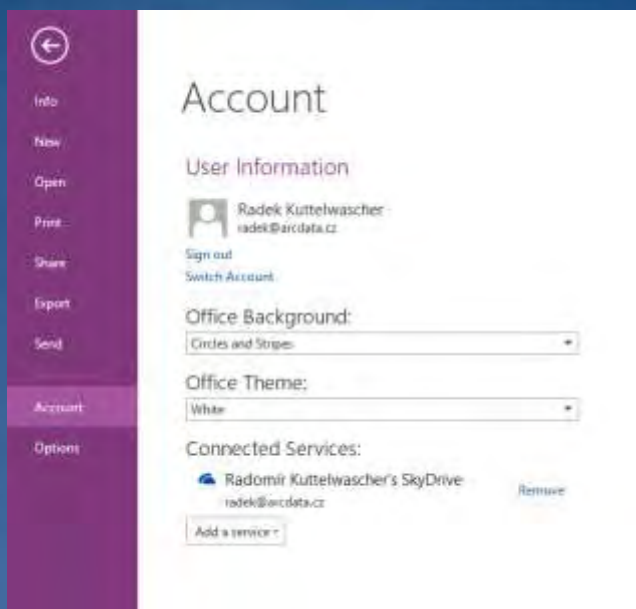 Info
New
Open
Print
Share
Export
Send
Account
Options
Account
User Information
Radek Kuttelwascher
radek@arcdata.cz
Sign out
Switch Account
Office Background:
Circles and Stripes
Office Theme:
White
Connected Services:
Radomír Kuttelwascher's SkyDrive
radek@arcdata.cz
Remove
Add a service